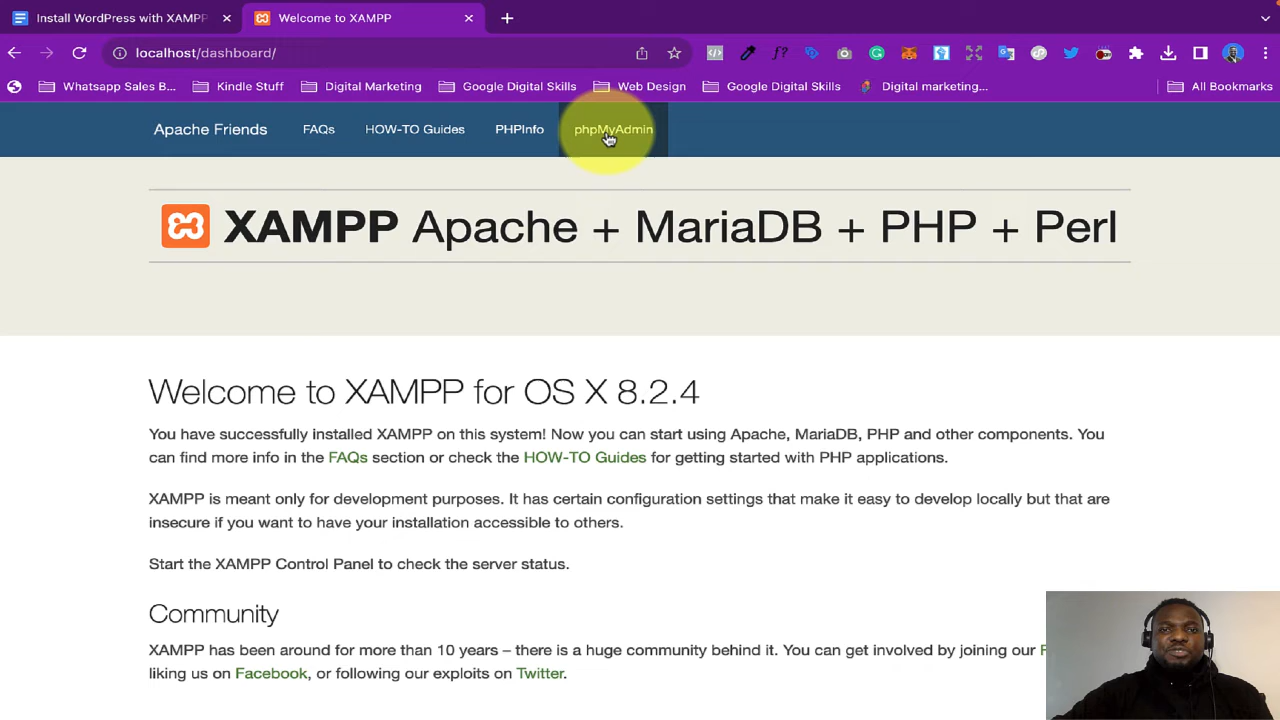 Install WordPress with XAMPP
Welcome to XAMPP
localhost/dashboard/
Whatsapp Sales B...
Kindle Stuff
Digital Marketing
Google Digital Skills
Web Design
Google Digital Skills
Digital marketing...
All Bookmarks
Apache Friends
FAQs
HOW-TO Guides
PHPInfo
phpMyAdmin
XAMPP Apache + MariaDB + PHP + Perl
Welcome to XAMPP for OS X 8.2.4
You have successfully installed XAMPP on this system! Now you can start using Apache, MariaDB, PHP and other components. You
can find more info in the FAQs section or check the HOW-TO Guides for getting started with PHP applications.
XAMPP is meant only for development purposes. It has certain configuration settings that make it easy to develop locally but that are
insecure if you want to have your installation accessible to others.
Start the XAMPP Control Panel to check the server status.
Community
XAMPP has been around for more than 10 years – there is a huge community behind it. You can get involved by joining our
liking us on Facebook, or following our exploits on Twitter.